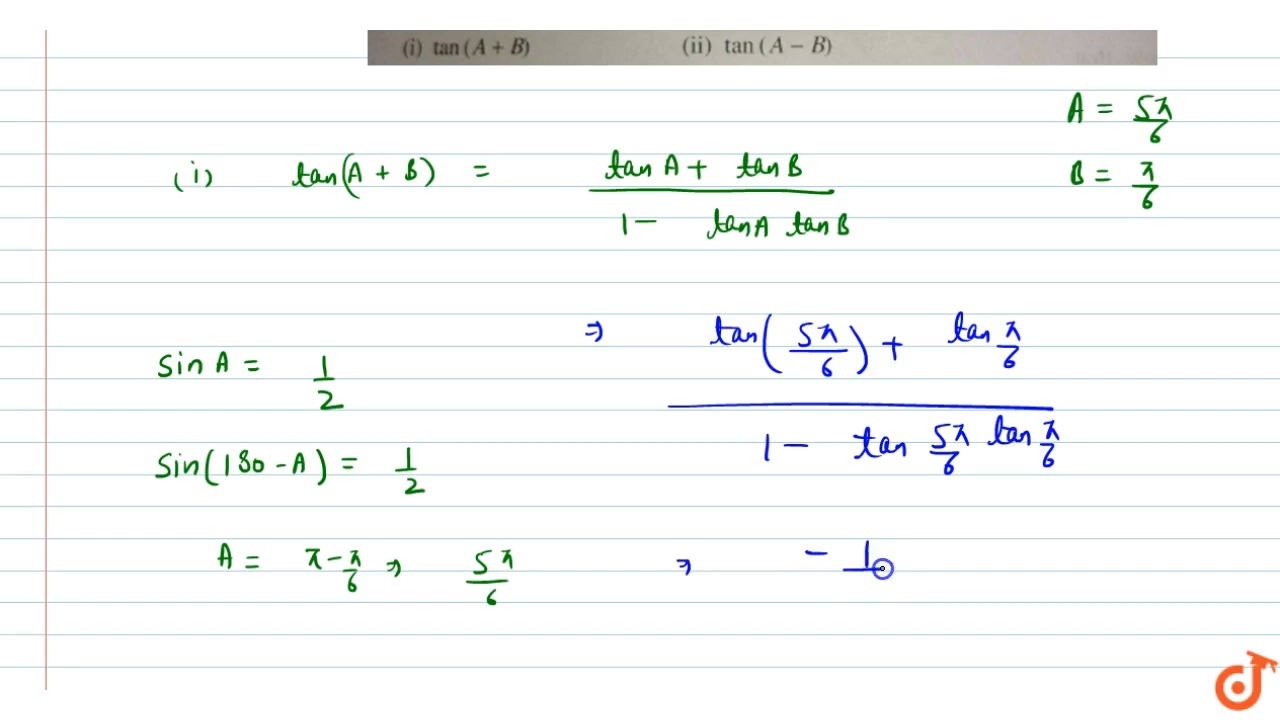 (i) tan (A + B) (ii) tan (A − B)
A = 5π/6
B = π/6
(i) tan(A + B) = (tan A + tan B)/(1 − tan A tan B)
⇒ (tan(5π/6) + tan π/6)/(1 − tan 5π/6 tan π/6)
sin A = 1/2
sin(180 − A) = 1/2
A = π − π/6 ⇒ 5π/6
⇒ − 1